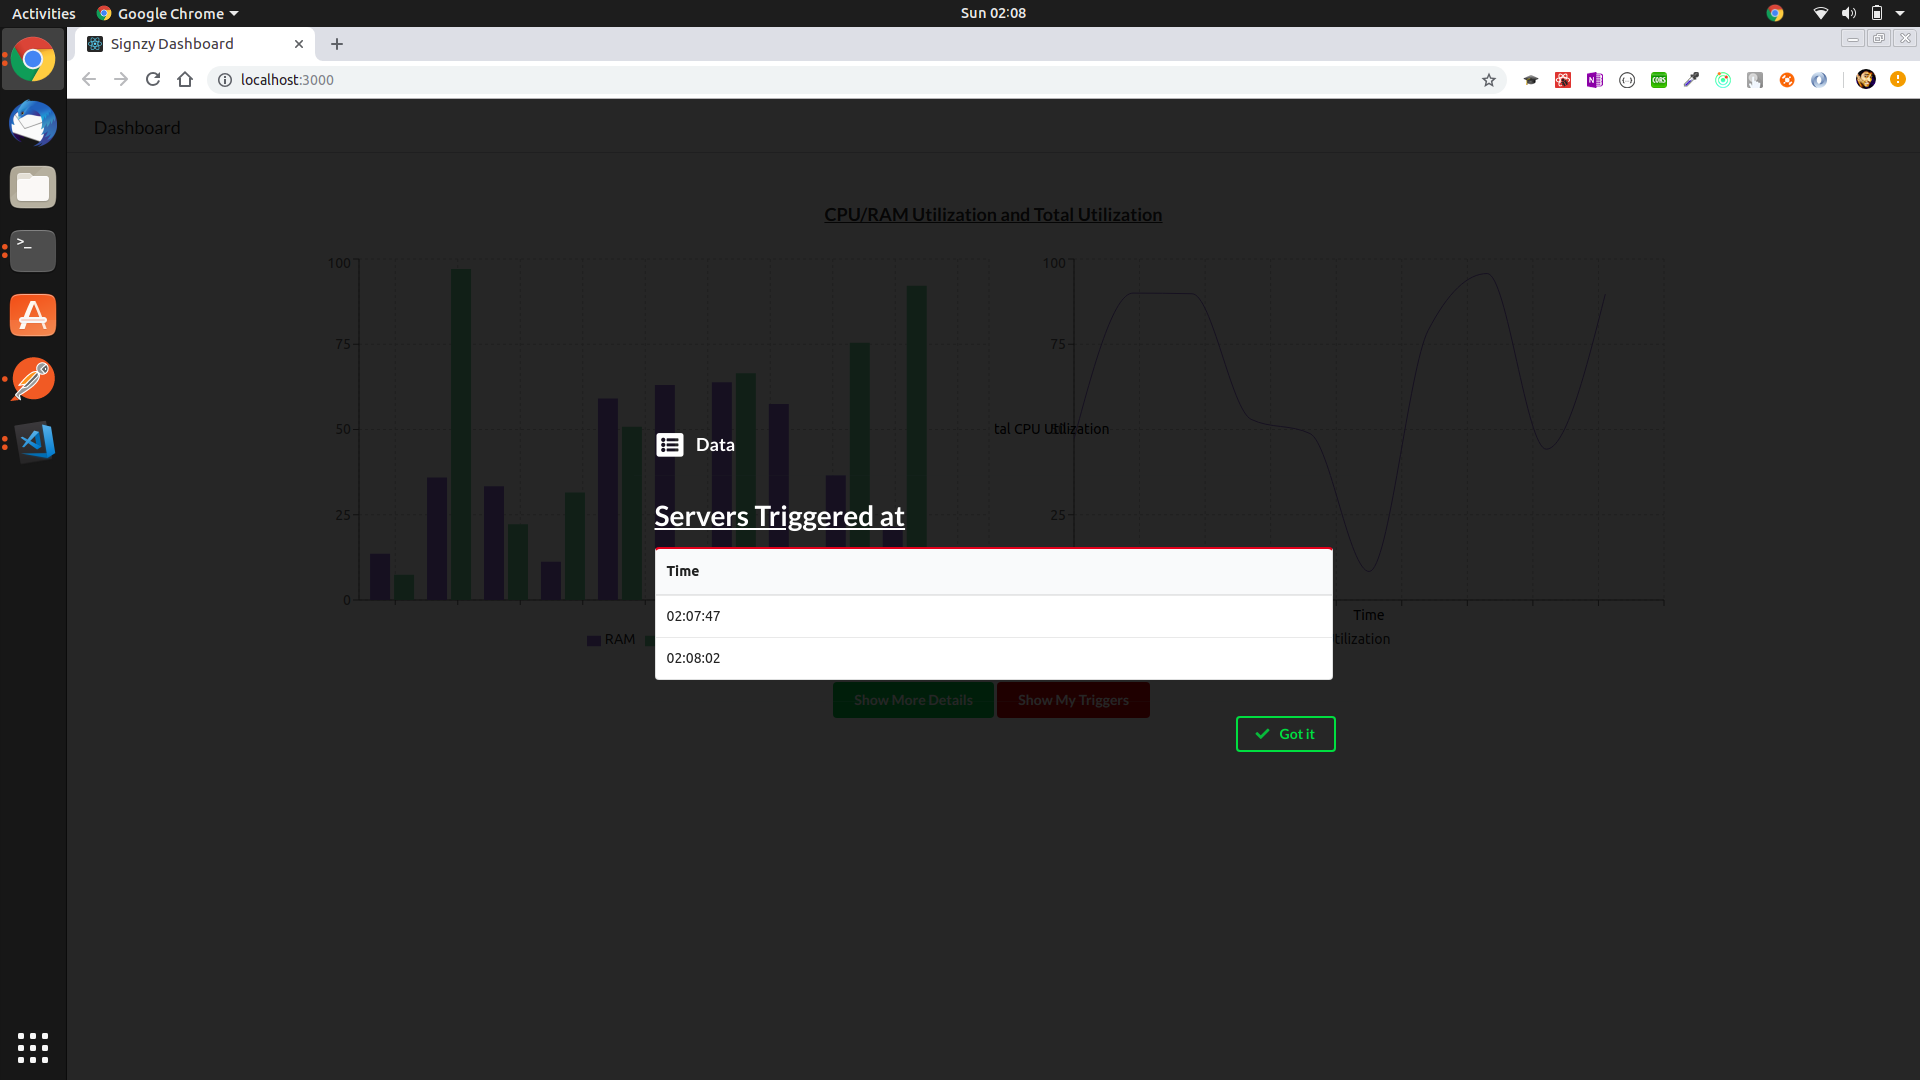 Activities
Google Chrome
Sun 02:08
Signzy Dashboard
localhost:3000
CORS
Dashboard
CPU/RAM Utilization and Total Utilization
100
75
50
25
0
RAM
100
75
50
25
tal CPU Utilization
Time
tilization
Data
Servers Triggered at
Time
02:07:47
02:08:02
Show More Details
Show My Triggers
Got it